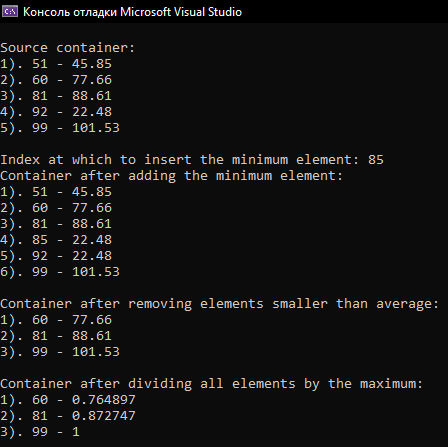 Консоль отладки Microsoft Visual Studio
Source container:
1). 51 - 45.85
2). 60 - 77.66
3). 81 - 88.61
4). 92 - 22.48
5). 99 - 101.53
Index at which to insert the minimum element: 85
Container after adding the minimum element:
1). 51 - 45.85
2). 60 - 77.66
3). 81 - 88.61
4). 85 - 22.48
5). 92 - 22.48
6). 99 - 101.53
Container after removing elements smaller than average:
1). 60 - 77.66
2). 81 - 88.61
3). 99 - 101.53
Container after dividing all elements by the maximum:
1). 60 - 0.764897
2). 81 - 0.872747
3). 99 - 1